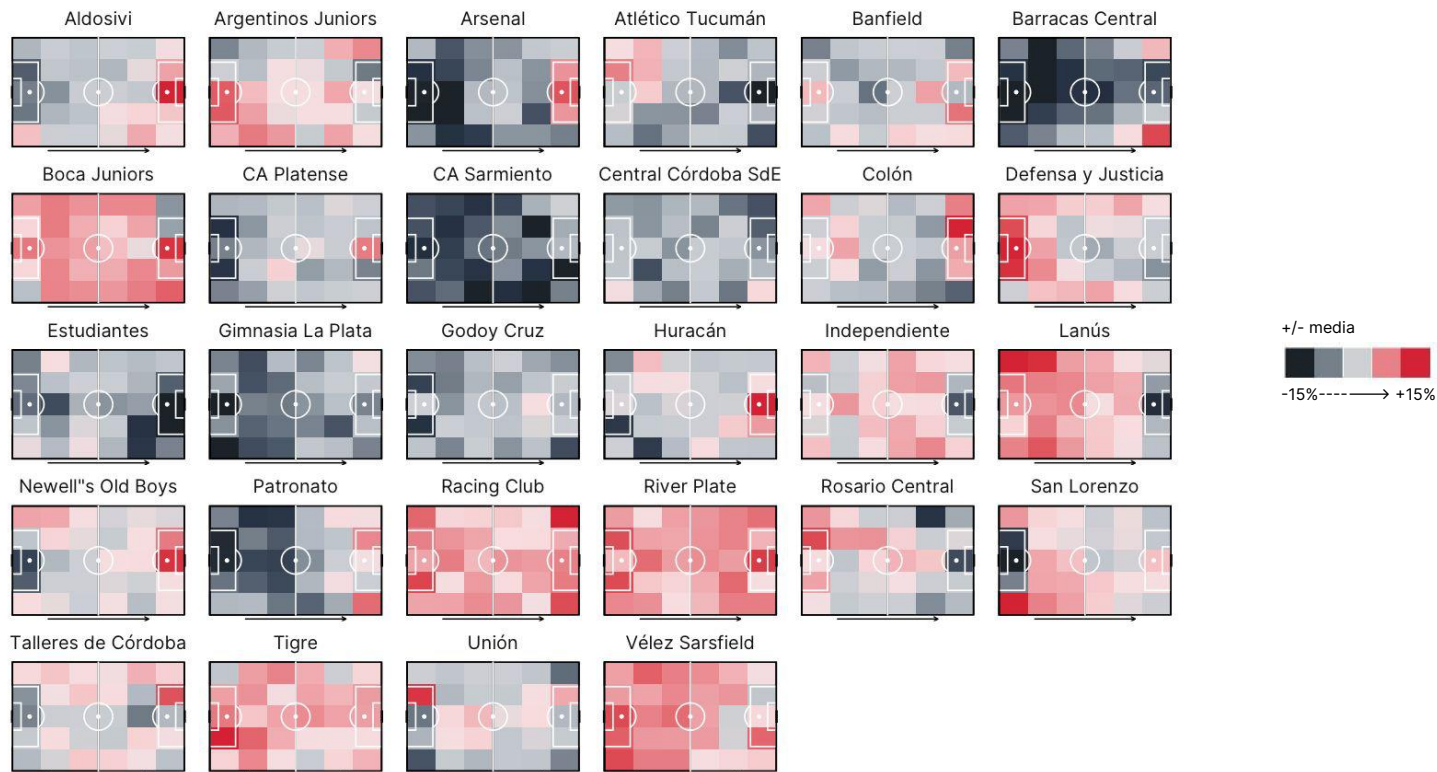 Aldosivi
Argentinos Juniors
Arsenal
Atlético Tucumán
Banfield
Barracas Central
Boca Juniors
CA Platense
CA Sarmiento
Central Córdoba SdE
Colón
Defensa y Justicia
+/- media
-15%------> +15%
Estudiantes
Gimnasia La Plata
Godoy Cruz
Huracán
Independiente
Lanús
Newell"s Old Boys
Patronato
Racing Club
River Plate
Rosario Central
San Lorenzo
Talleres de Córdoba
Tigre
Unión
Vélez Sarsfield